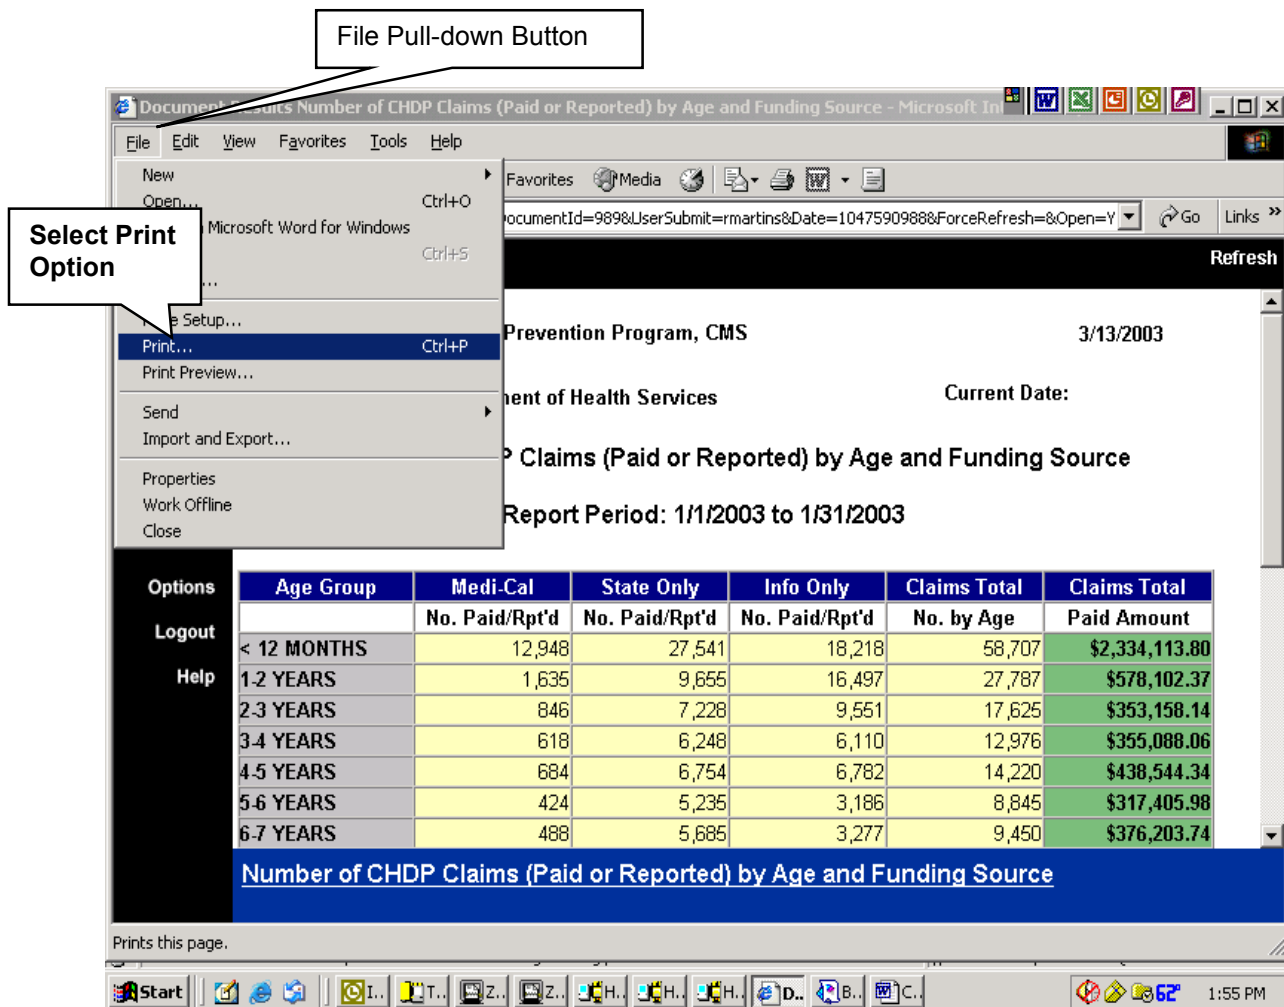 File Pull-down Button
Document Results Number of CHDP Claims (Paid or Reported) by Age and Funding Source - Microsoft In
File Edit View Favorites Tools Help
New
Favorites Media
Open... Ctrl+O
DocumentId=989&UserSubmit=rmartins&Date=1047590988&ForceRefresh=&Open=Y Go Links »
Select Print
Option
Microsoft Word for Windows
Ctrl+S
Refresh
...
Setup...
Prevention Program, CMS 3/13/2003
Print... Ctrl+P
Print Preview...
Health Services Current Date:
Send
Import and Export...
Claims (Paid or Reported) by Age and Funding Source
Properties
Work Offline
Report Period: 1/1/2003 to 1/31/2003
Close
Options
Logout
Help
Age Group Medi-Cal State Only Info Only Claims Total Claims Total
No. Paid/Rpt'd No. Paid/Rpt'd No. Paid/Rpt'd No. by Age Paid Amount
< 12 MONTHS 12,948 27,541 18,218 58,707 $2,334,113.80
1-2 YEARS 1,635 9,655 16,497 27,787 $578,102.37
2-3 YEARS 846 7,228 9,551 17,625 $353,158.14
3-4 YEARS 618 6,248 6,110 12,976 $355,088.06
4-5 YEARS 684 6,754 6,782 14,220 $438,544.34
5-6 YEARS 424 5,235 3,186 8,845 $317,405.98
6-7 YEARS 488 5,685 3,277 9,450 $376,203.74
Number of CHDP Claims (Paid or Reported) by Age and Funding Source
Prints this page.
Start I.. T.. Z.. Z.. H.. H.. H.. D.. B.. C.. 62° 1:55 PM